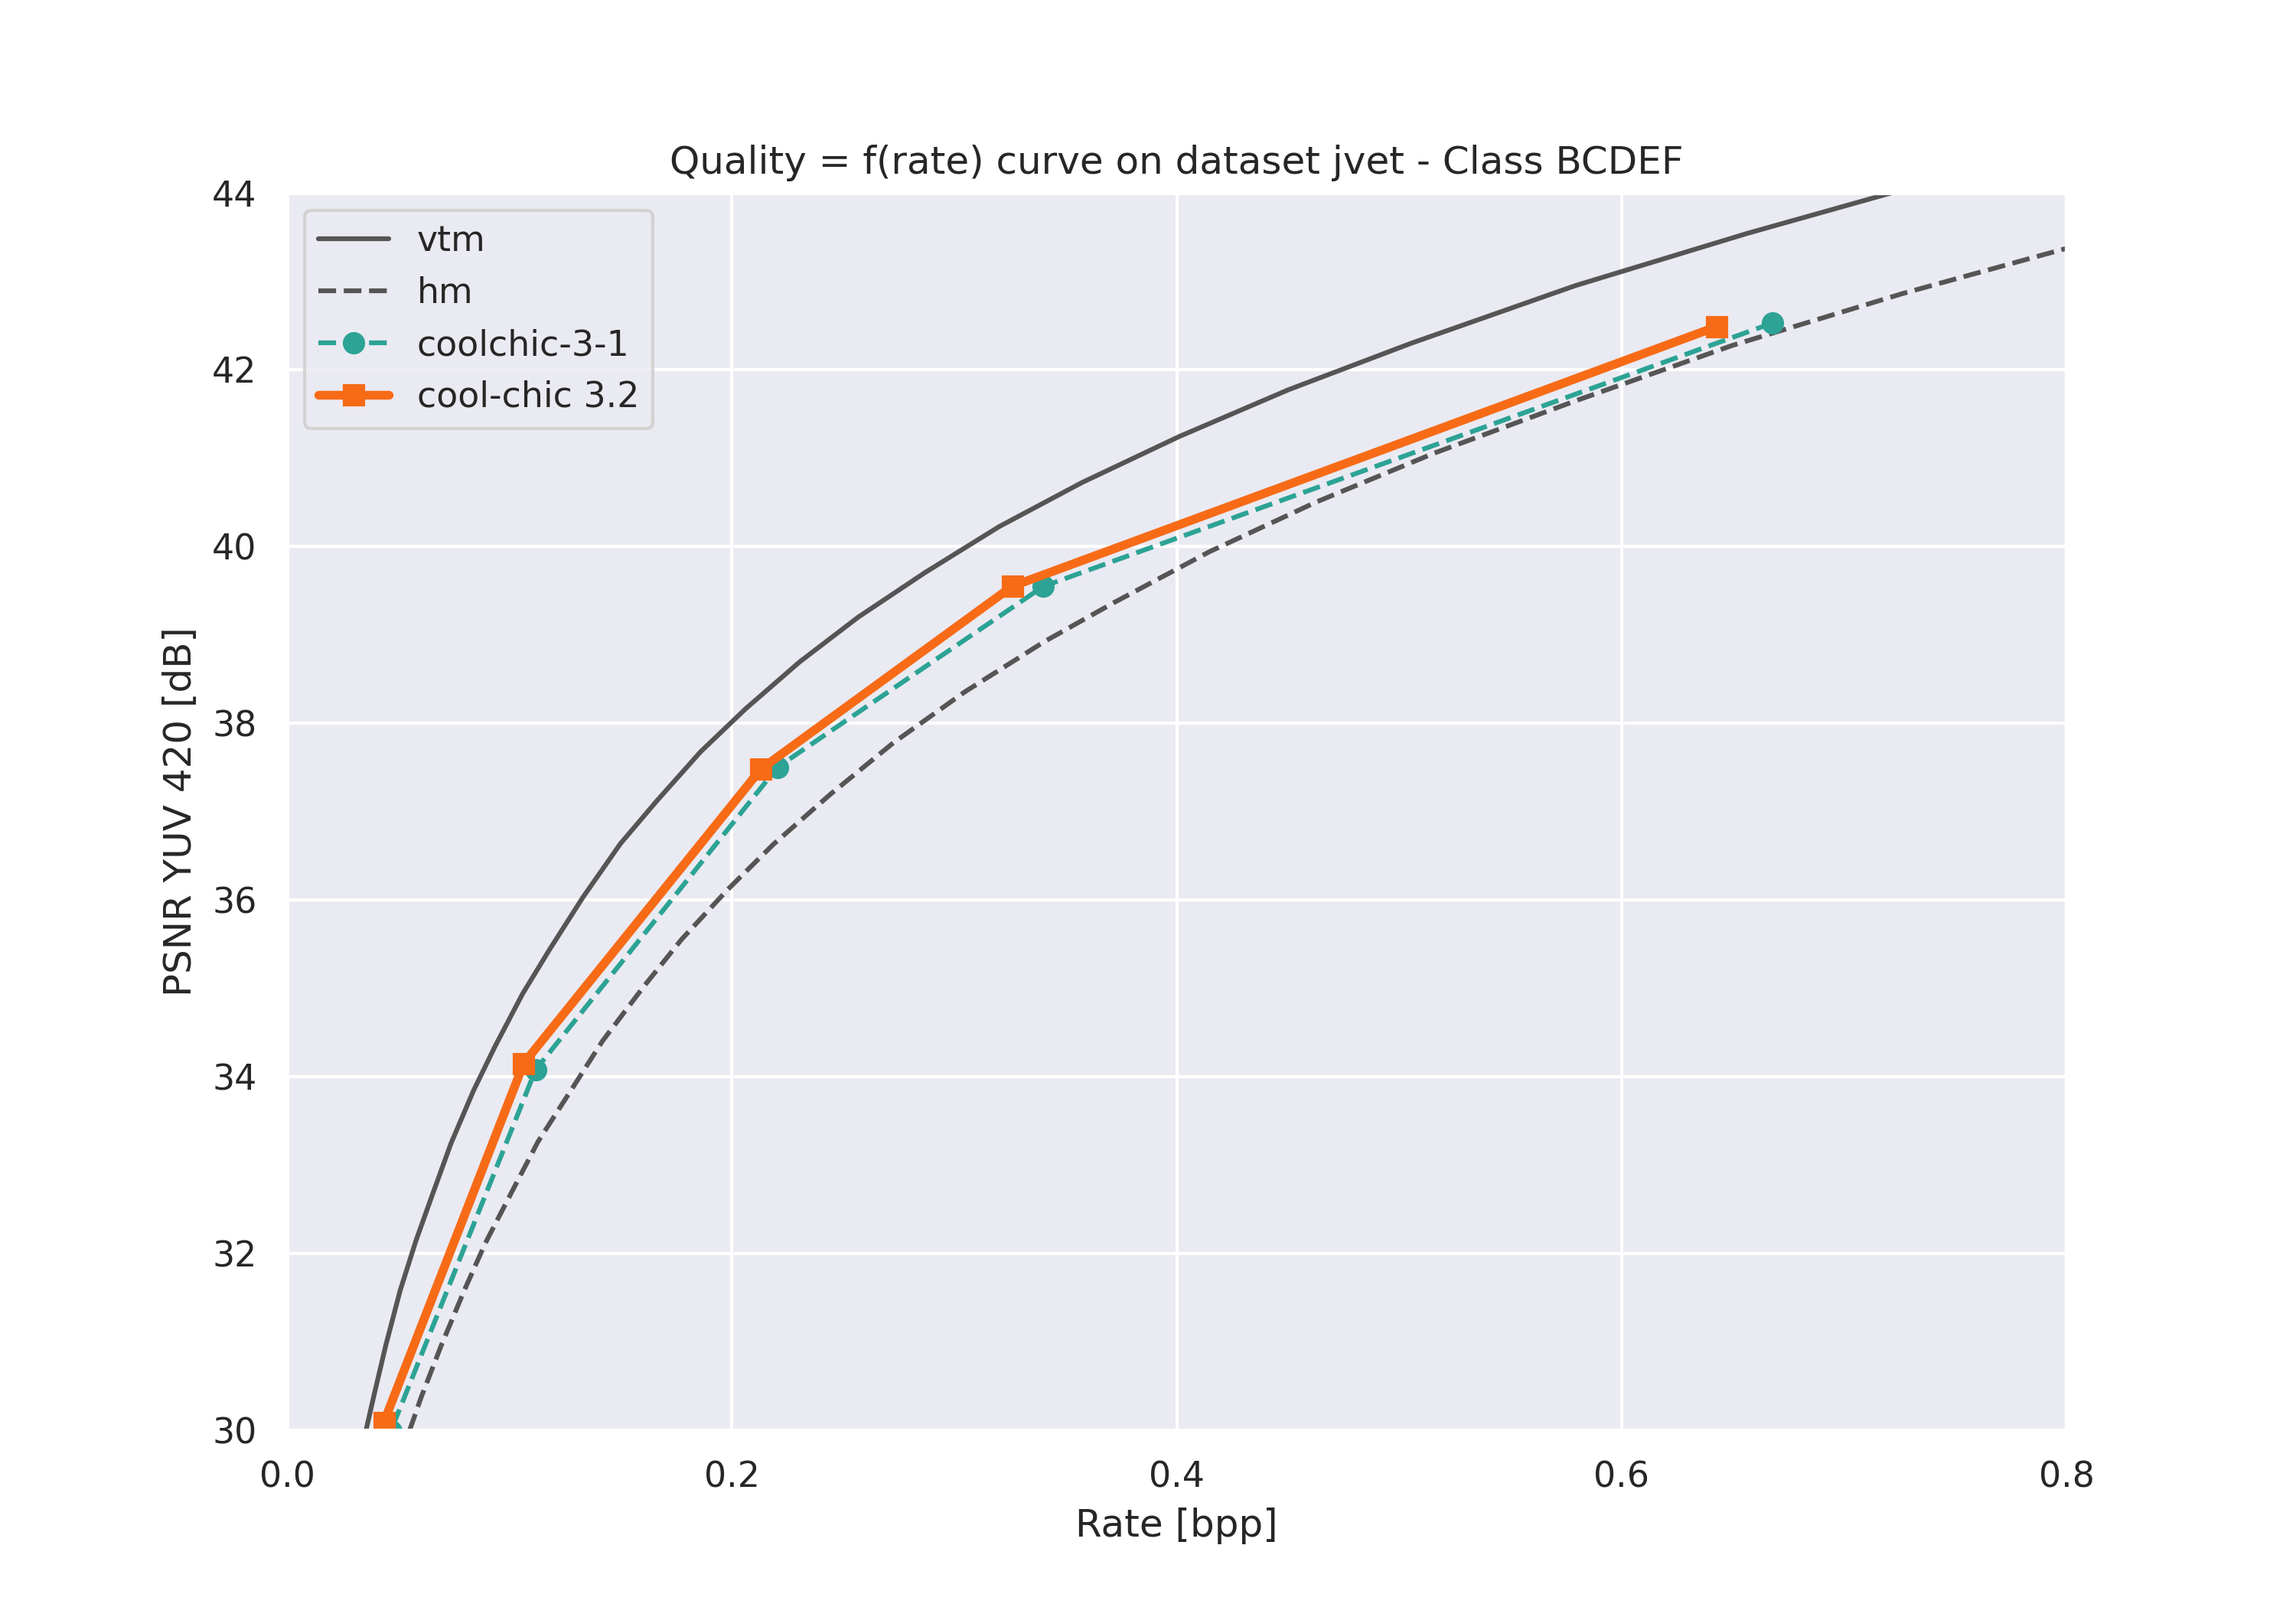 Quality = f(rate) curve on dataset jvet - Class BCDEF
vtm
hm
coolchic-3-1
cool-chic 3.2
PSNR YUV 420 [dB]
44
42
40
38
36
34
32
30
0.0 0.2 0.4 0.6 0.8
Rate [bpp]